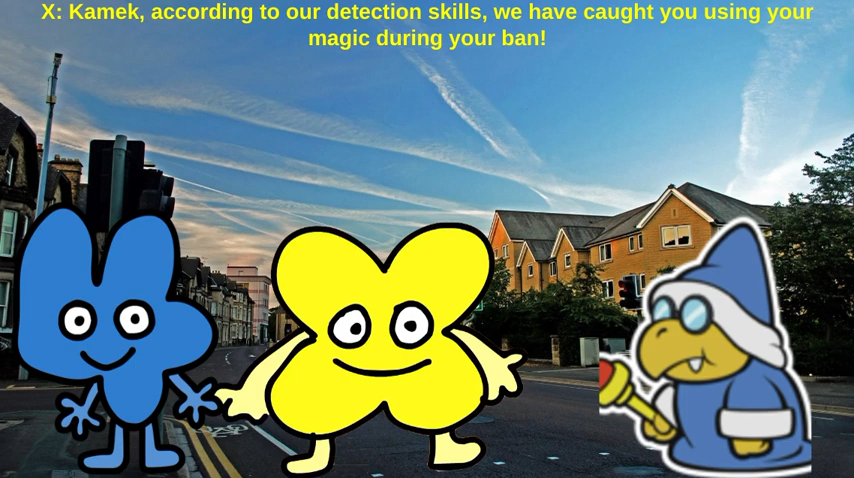 X: Kamek, according to our detection skills, we have caught you using your
magic during your ban!